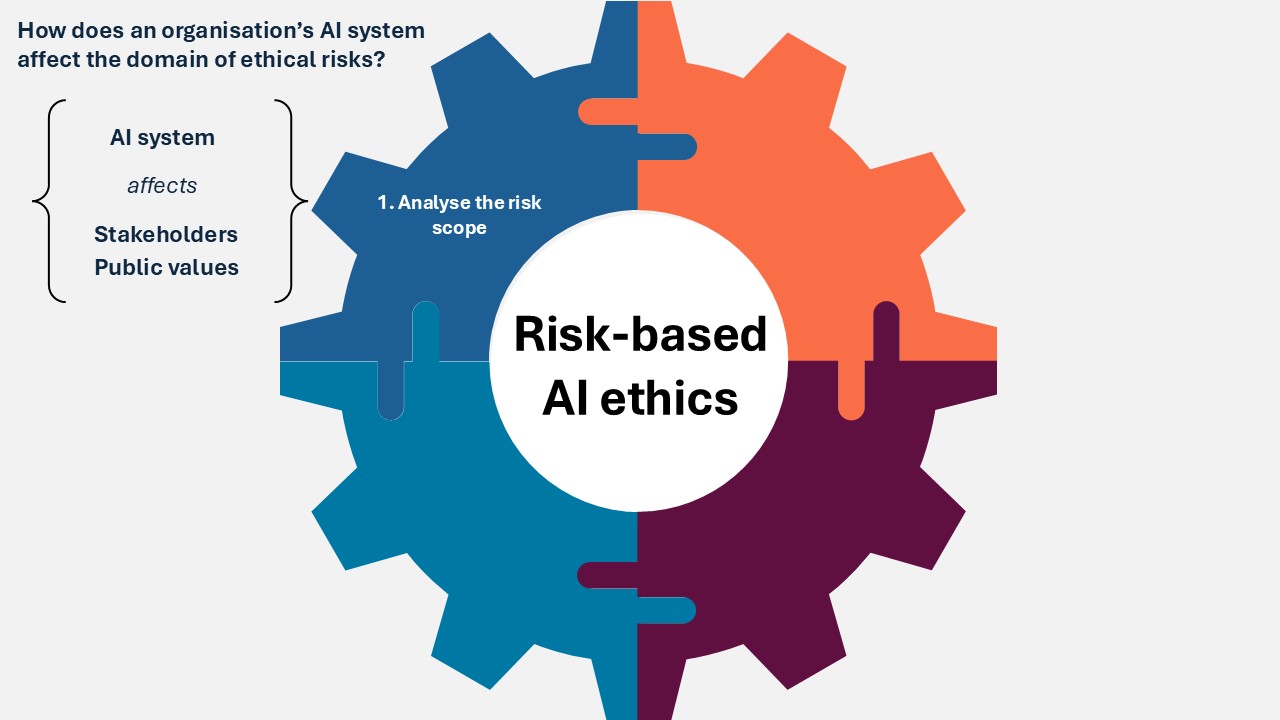 How does an organisation’s AI system
affect the domain of ethical risks?
AI system
affects
Stakeholders
Public values
1. Analyse the risk
scope
Risk-based
AI ethics